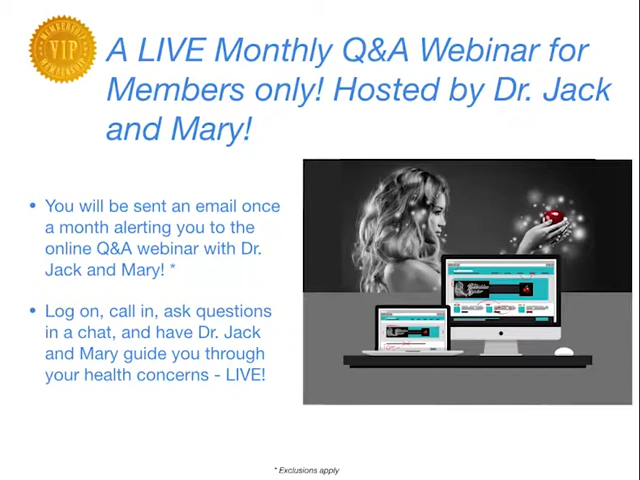 MEMBERSHIP
VIP
MEMBERSHIP
A LIVE Monthly Q&A Webinar for
Members only! Hosted by Dr. Jack
and Mary!
• You will be sent an email once
a month alerting you to the
online Q&A webinar with Dr.
Jack and Mary! *
• Log on, call in, ask questions
in a chat, and have Dr. Jack
and Mary guide you through
your health concerns - LIVE!
* Exclusions apply